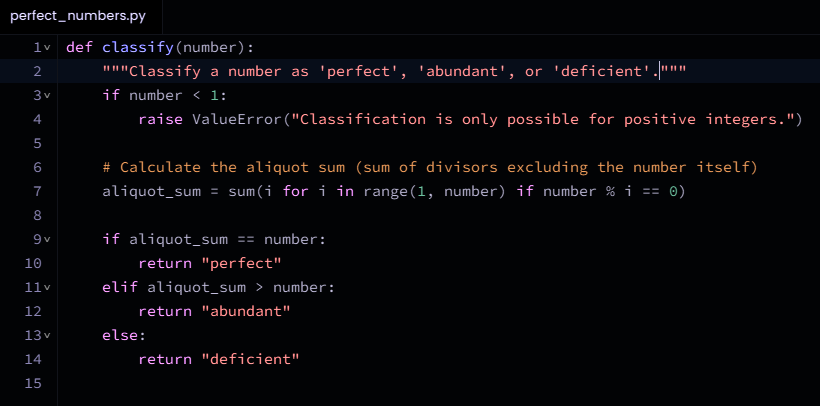 perfect_numbers.py
1 def classify(number):
2 """Classify a number as 'perfect', 'abundant', or 'deficient'."""
3 if number < 1:
4 raise ValueError("Classification is only possible for positive integers.")
5
6 # Calculate the aliquot sum (sum of divisors excluding the number itself)
7 aliquot_sum = sum(i for i in range(1, number) if number % i == 0)
8
9 if aliquot_sum == number:
10 return "perfect"
11 elif aliquot_sum > number:
12 return "abundant"
13 else:
14 return "deficient"
15